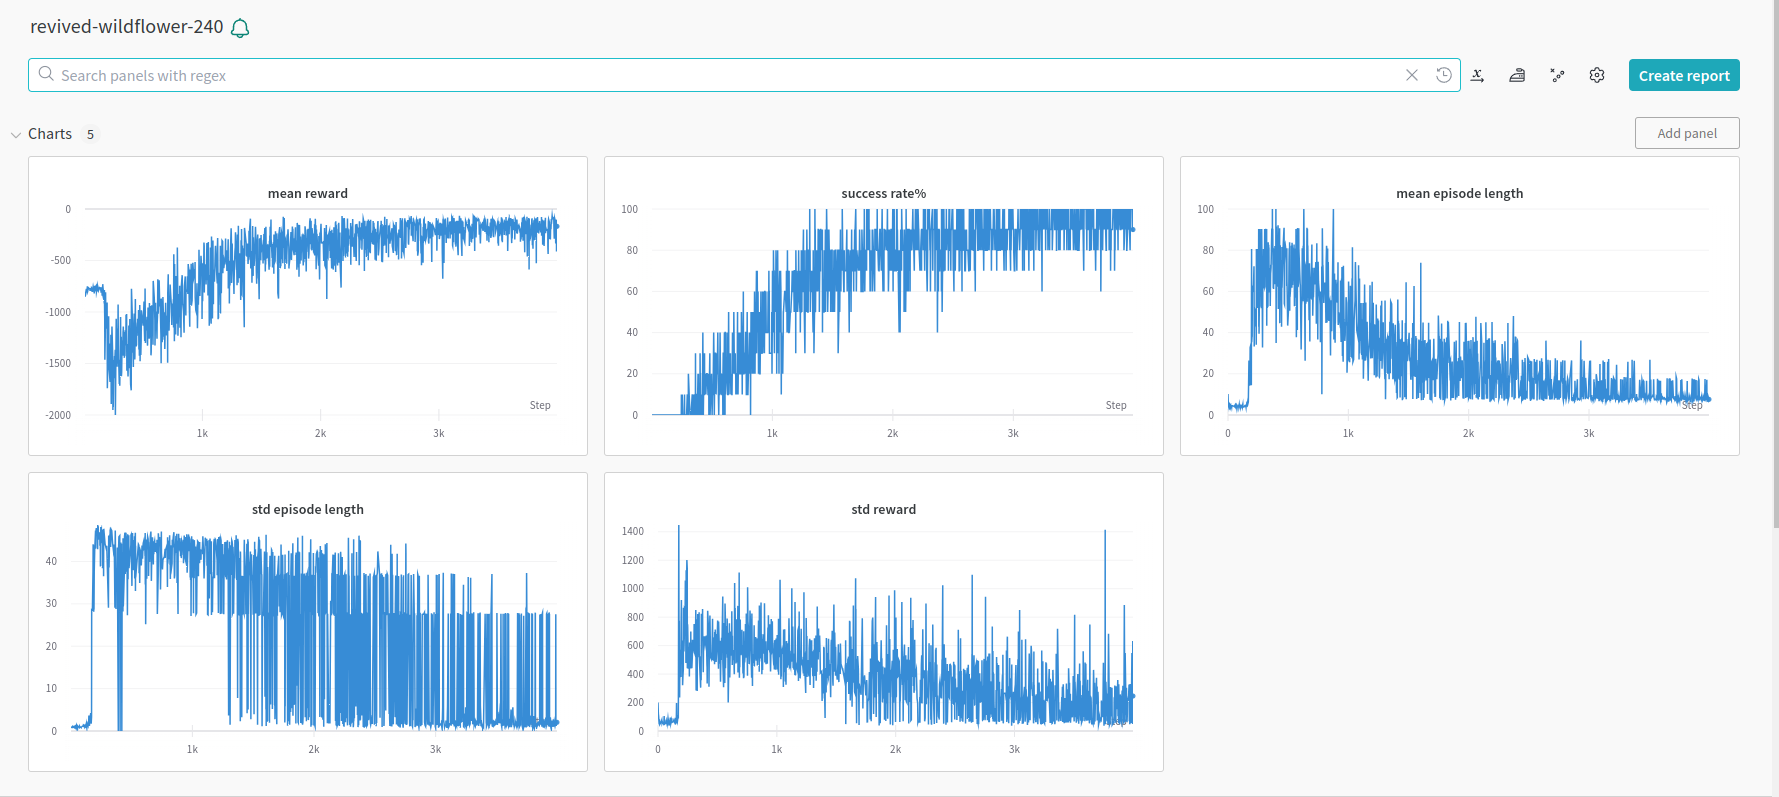 revived-wildflower-240
Search panels with regex
Create report
Charts 5
Add panel
mean reward
0
-500
-1000
-1500
-2000
Step
1k 2k 3k
success rate%
100
80
60
40
20
0
Step
1k 2k 3k
mean episode length
100
80
60
40
20
0
Step
0 1k 2k 3k
std episode length
40
30
20
10
0
1k 2k 3k
std reward
1400
1200
1000
800
600
400
200
0
0 1k 2k 3k